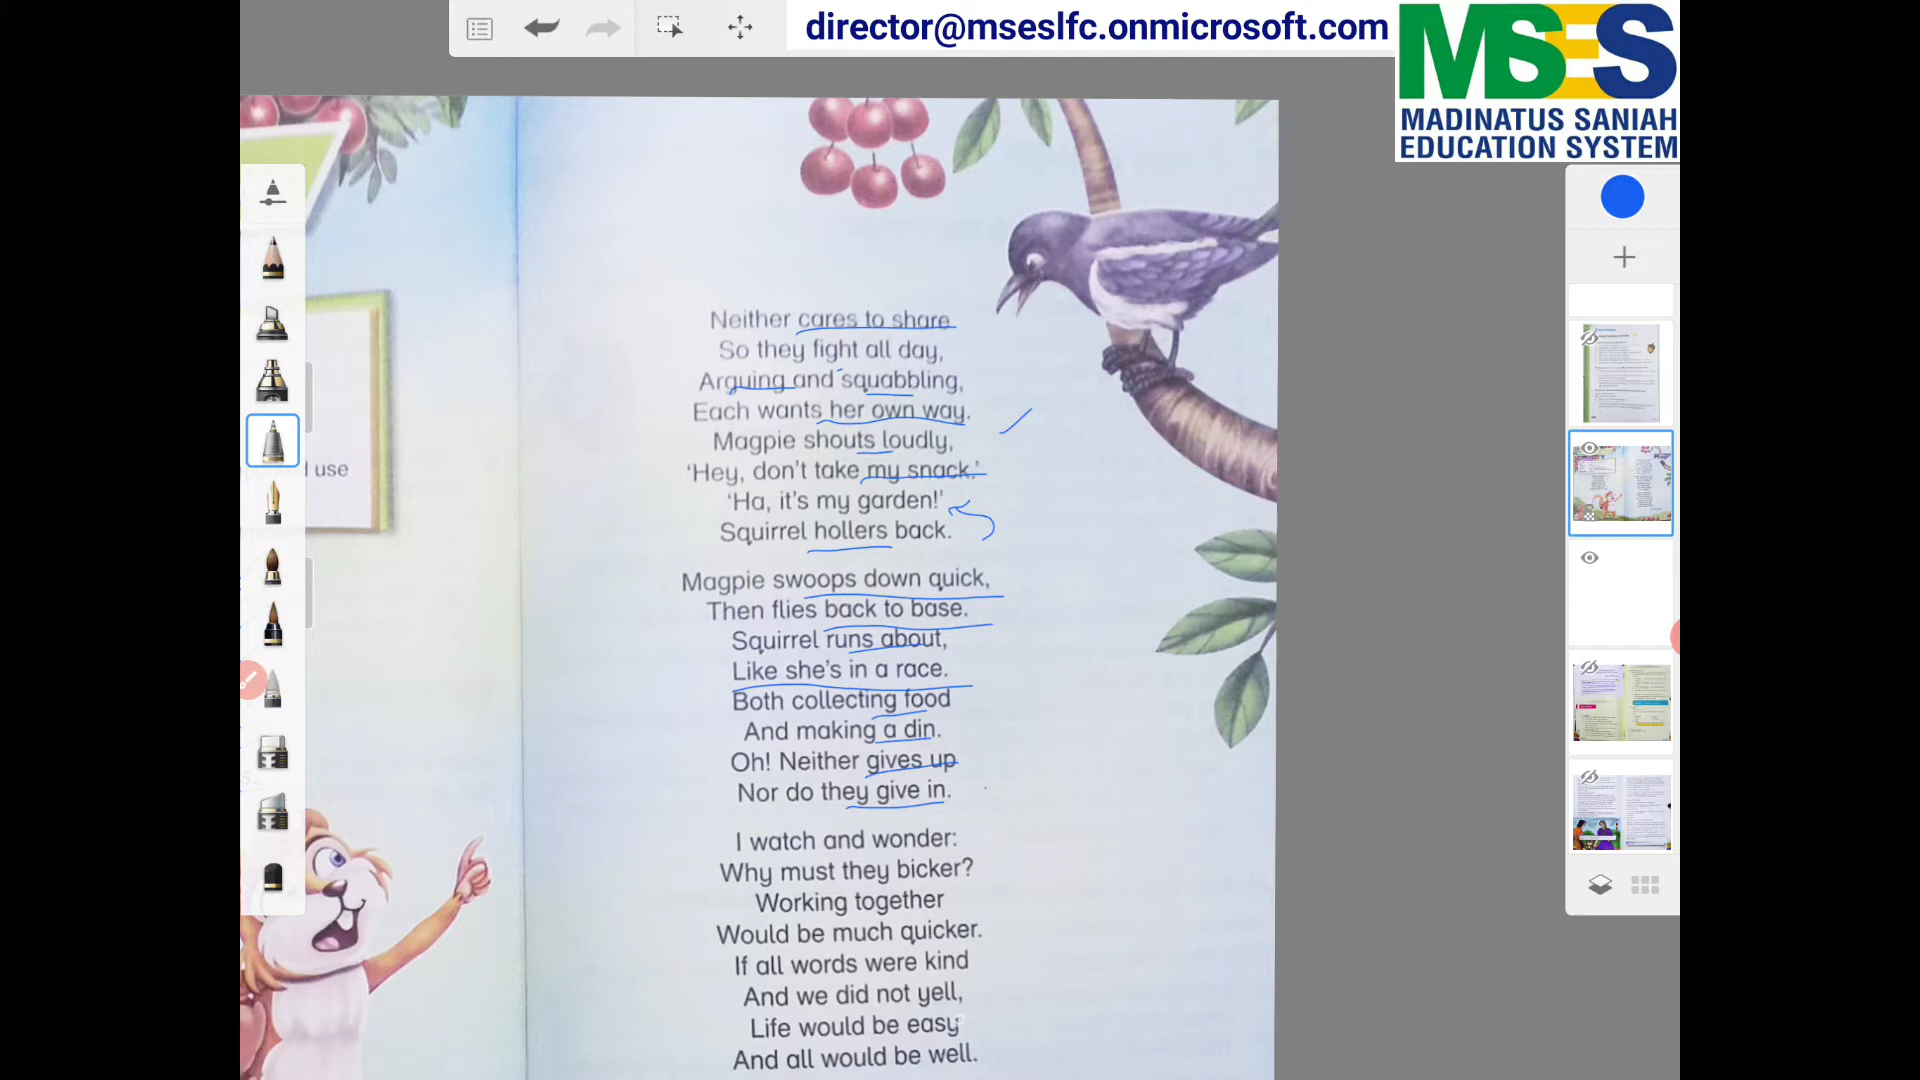 director@mseslfc.onmicrosoft.com
MSES
MADINATUS SANIAH
EDUCATION SYSTEM
use
Neither cares to share
So they fight all day,
Arguing and squabbling,
Each wants her own way.
Magpie shouts loudly,
‘Hey, don’t take my snack.’
‘Ha, it’s my garden!’
Squirrel hollers back.
Magpie swoops down quick,
Then flies back to base.
Squirrel runs about,
Like she’s in a race.
Both collecting food
And making a din.
Oh! Neither gives up
Nor do they give in.
I watch and wonder:
Why must they bicker?
Working together
Would be much quicker.
If all words were kind
And we did not yell,
Life would be easy
And all would be well.